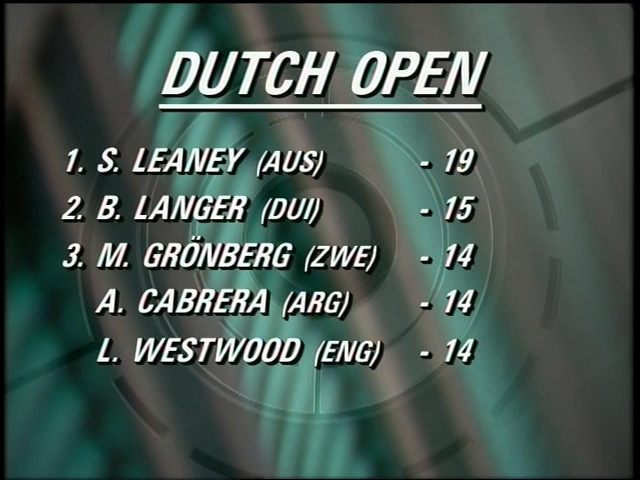 DUTCH OPEN
1. S. LEANEY (AUS) - 19
2. B. LANGER (DUI) - 15
3. M. GRÖNBERG (ZWE) - 14
A. CABRERA (ARG) - 14
L. WESTWOOD (ENG) - 14